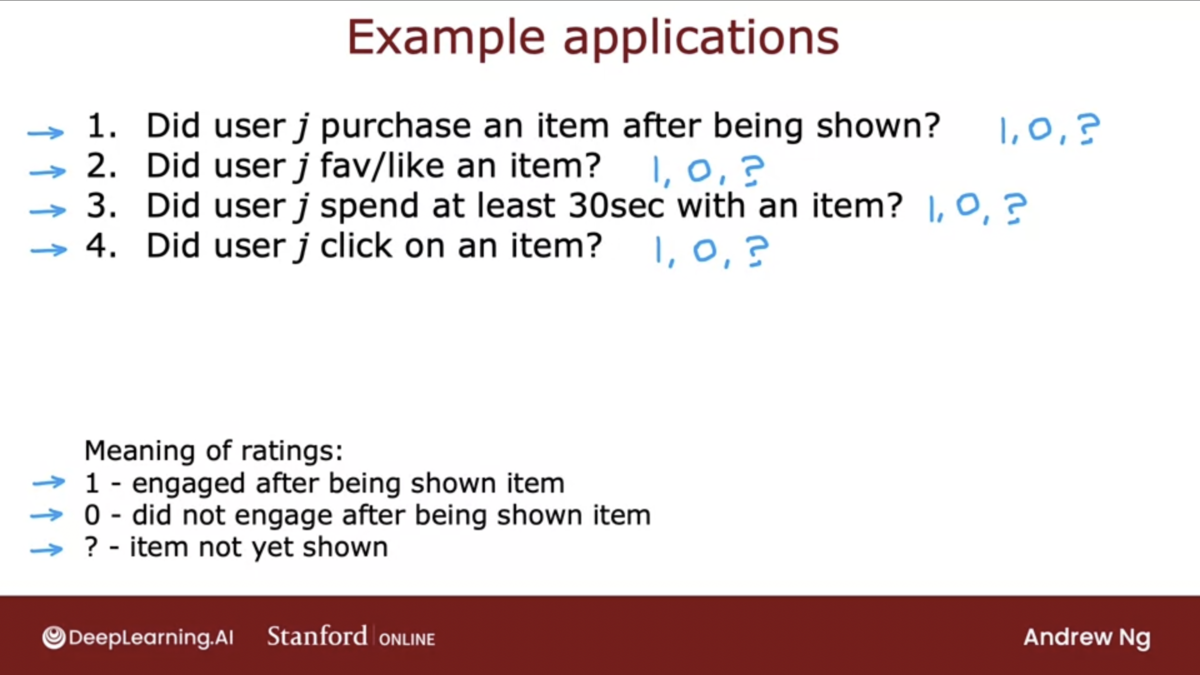 Example applications
→ 1. Did user j purchase an item after being shown? 1, 0, ?
→ 2. Did user j fav/like an item? 1, 0, ?
→ 3. Did user j spend at least 30sec with an item? 1, 0, ?
→ 4. Did user j click on an item? 1, 0, ?
Meaning of ratings:
→ 1 - engaged after being shown item
→ 0 - did not engage after being shown item
→ ? - item not yet shown
DeepLearning.AI Stanford ONLINE Andrew Ng